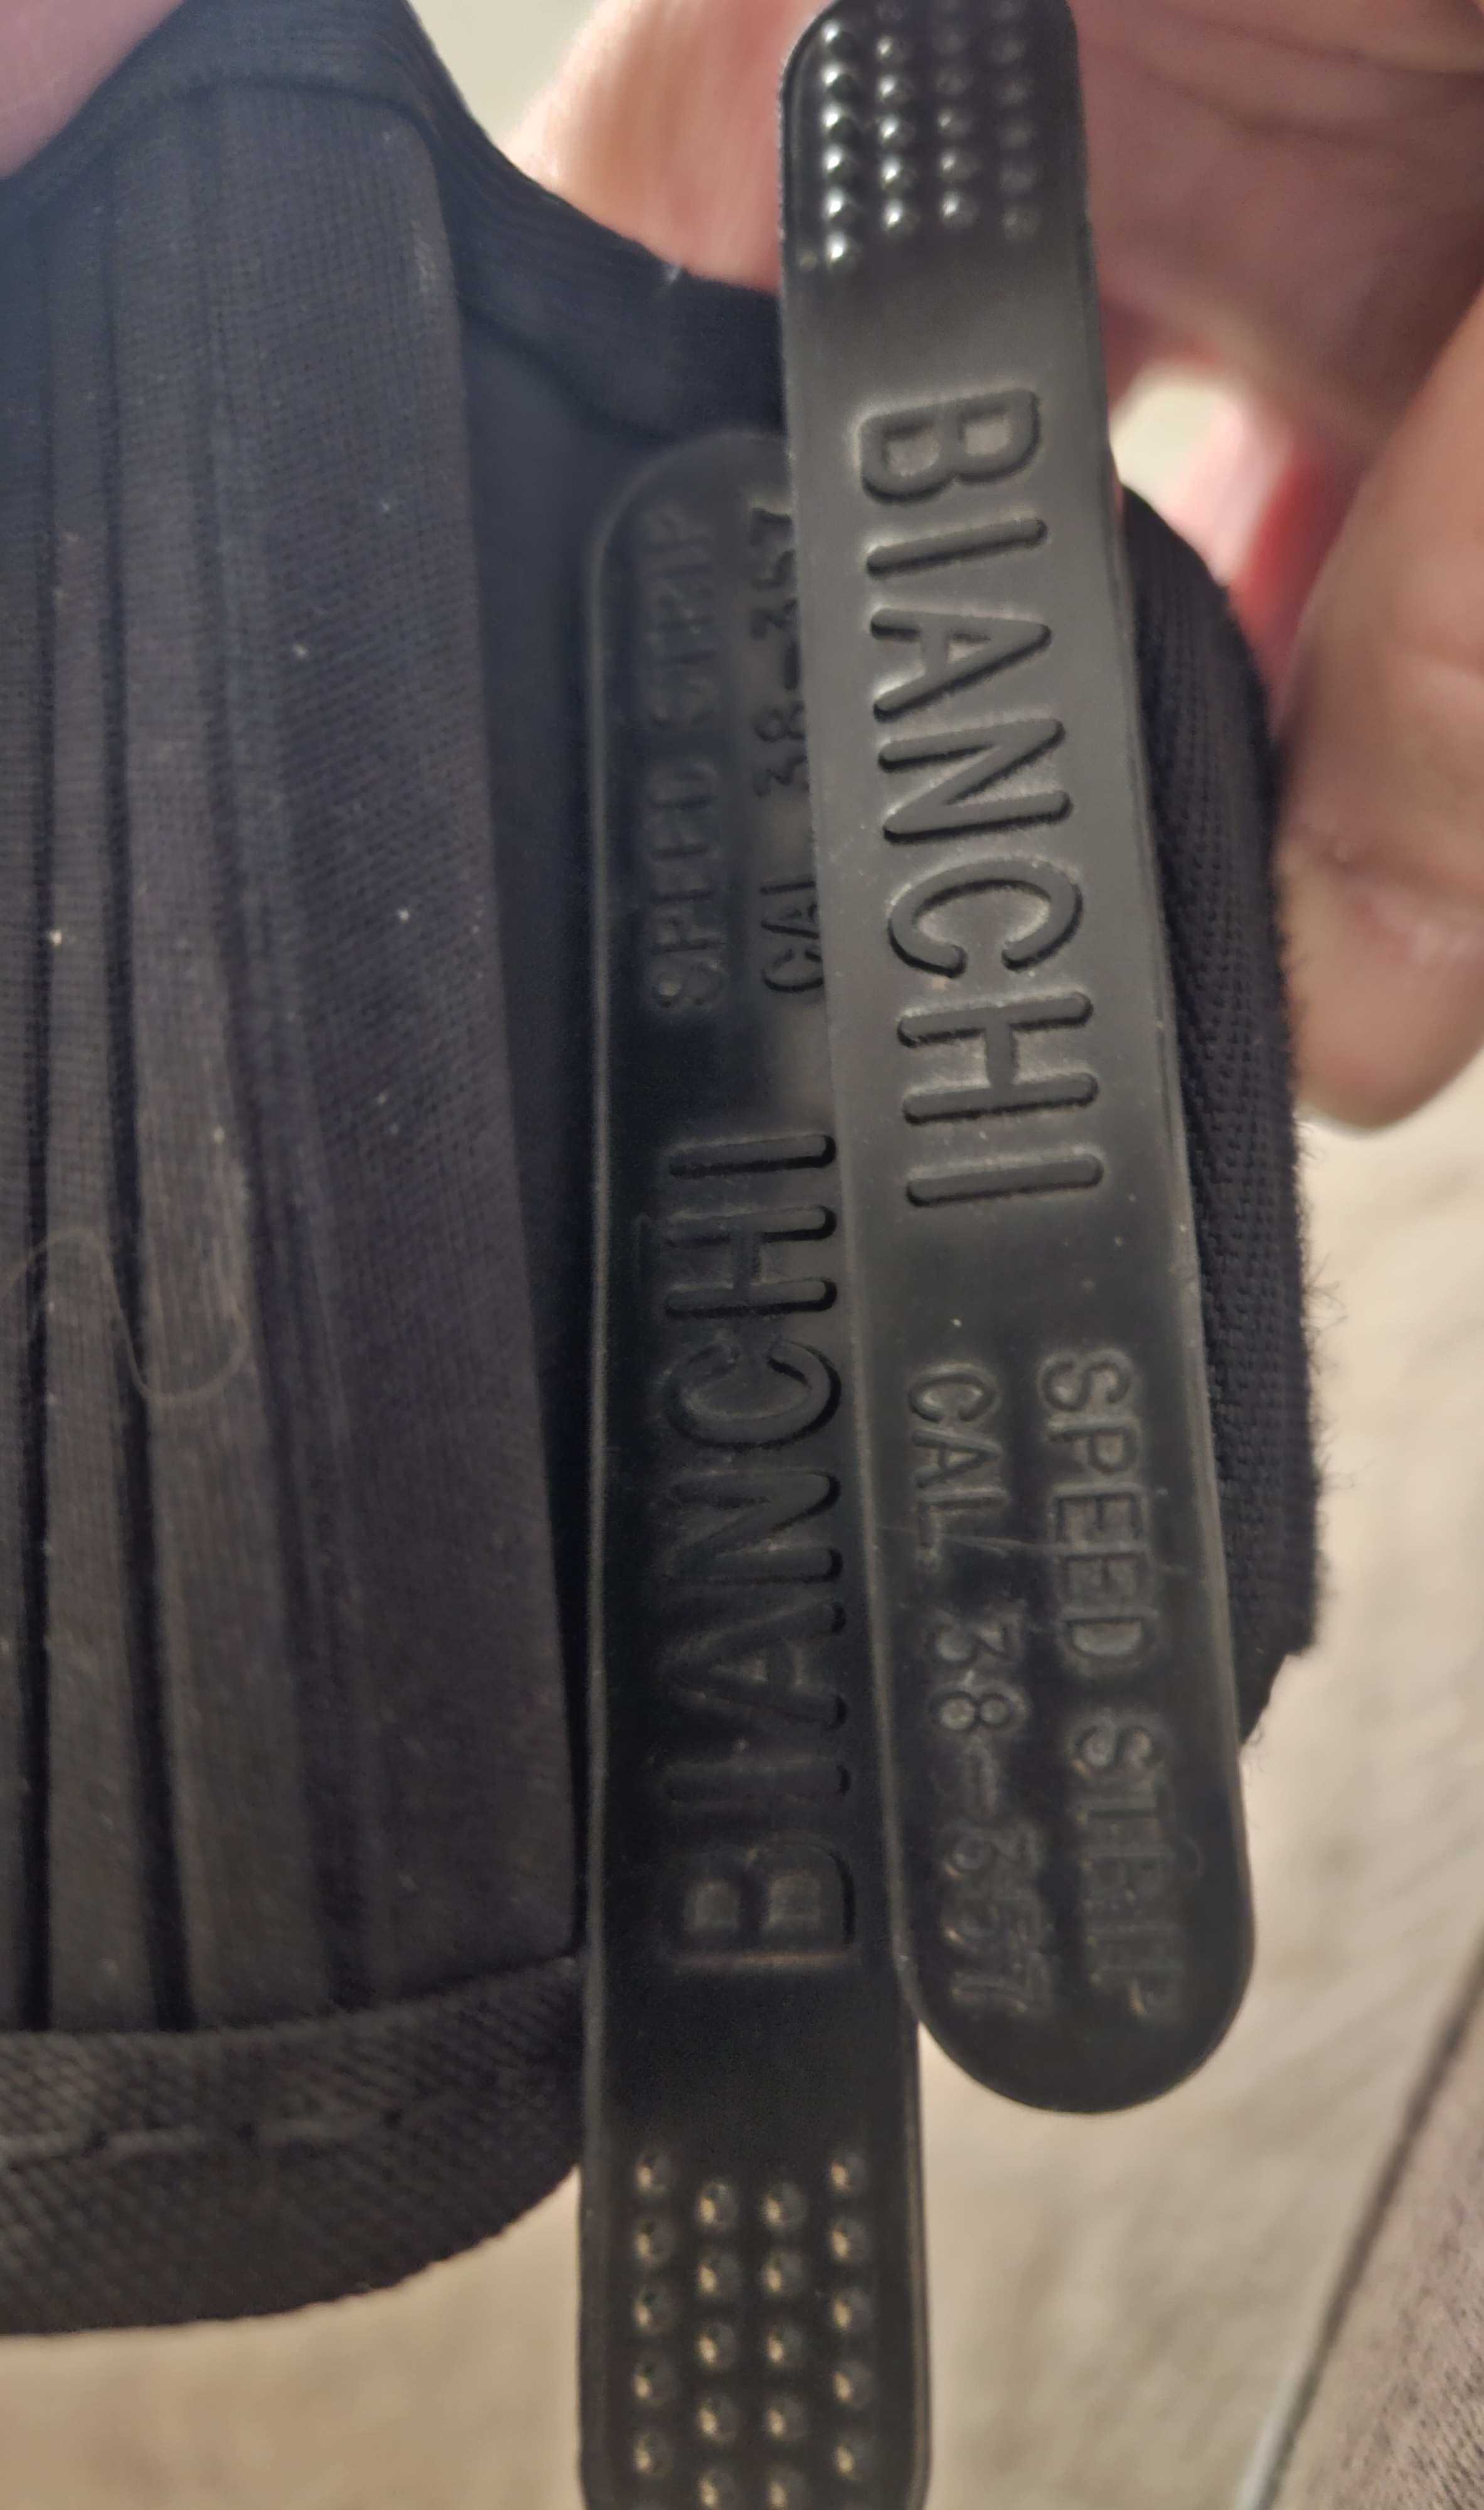 BIANCHI
SPEED STRIP
CAL 38-357
BIANCHI
SPEED STRIP
CAL 38-357